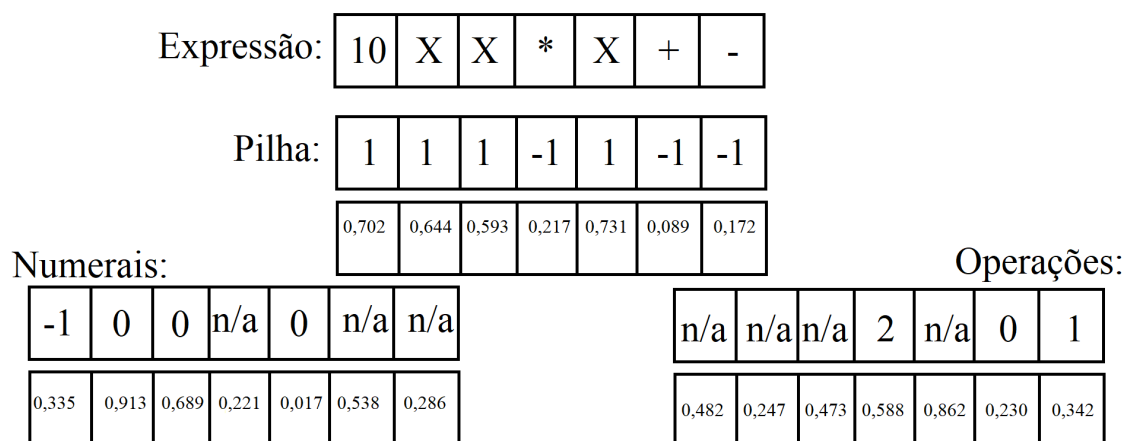 Expressão: 10 X X * X + -
Pilha: 1 1 1 -1 1 -1 -1
0,702 0,644 0,593 0,217 0,731 0,089 0,172
Numerais:
-1 0 0 n/a 0 n/a n/a
0,335 0,913 0,689 0,221 0,017 0,538 0,286
Operações:
n/a n/a n/a 2 n/a 0 1
0,482 0,247 0,473 0,588 0,862 0,230 0,342